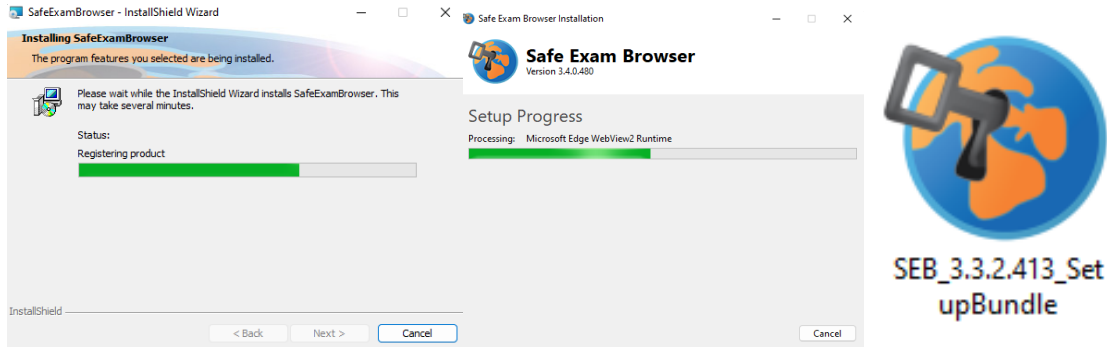 SafeExamBrowser - InstallShield Wizard
Installing SafeExamBrowser
The program features you selected are being installed.
Please wait while the InstallShield Wizard installs SafeExamBrowser. This
may take several minutes.
Status:
Registering product
InstallShield
< Back
Next >
Cancel
Safe Exam Browser Installation
Safe Exam Browser
Version 3.4.0.480
Setup Progress
Processing: Microsoft Edge WebView2 Runtime
Cancel
SEB_3.3.2.413_Set
upBundle